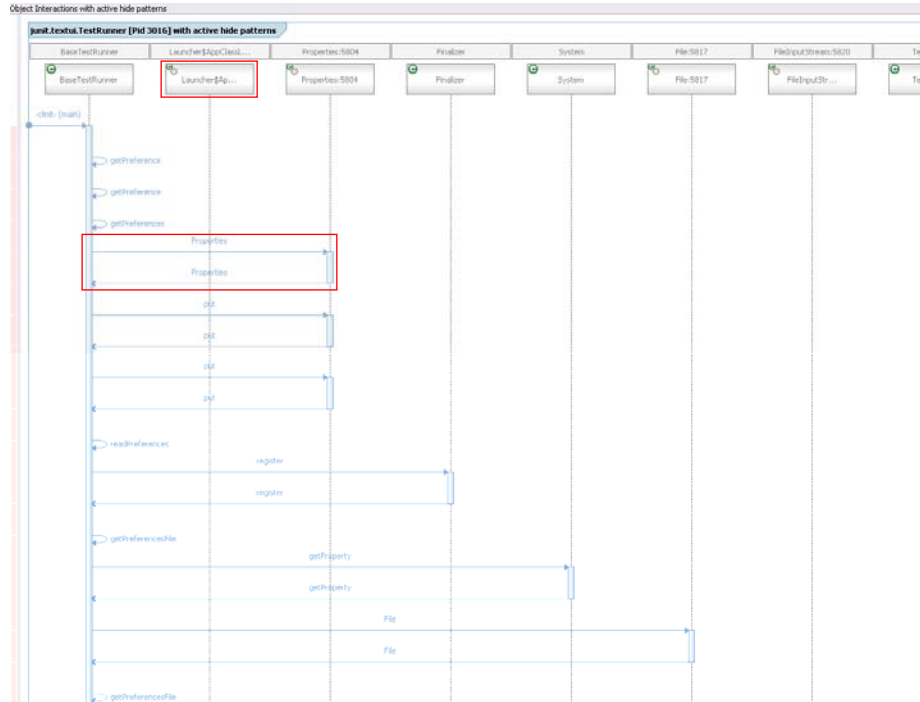 Object Interactions with active hide patterns
junit.textui.TestRunner [Pid 3016] with active hide patterns
BaseTestRunner
Launcher$AppClassL...
Properties:5804
Finalizer
System
File:5817
FileInputStream:5820
Te
BaseTestRunner
Launcher$Ap...
Properties:5804
Finalizer
System
File:5817
FileInputStr...
Te
-clinit- (main)
getPreference
getPreference
getPreferences
Properties
Properties
put
put
put
put
readPreferences
register
register
getPreferencesFile
getProperty
getProperty
File
File
getPreferencesFile